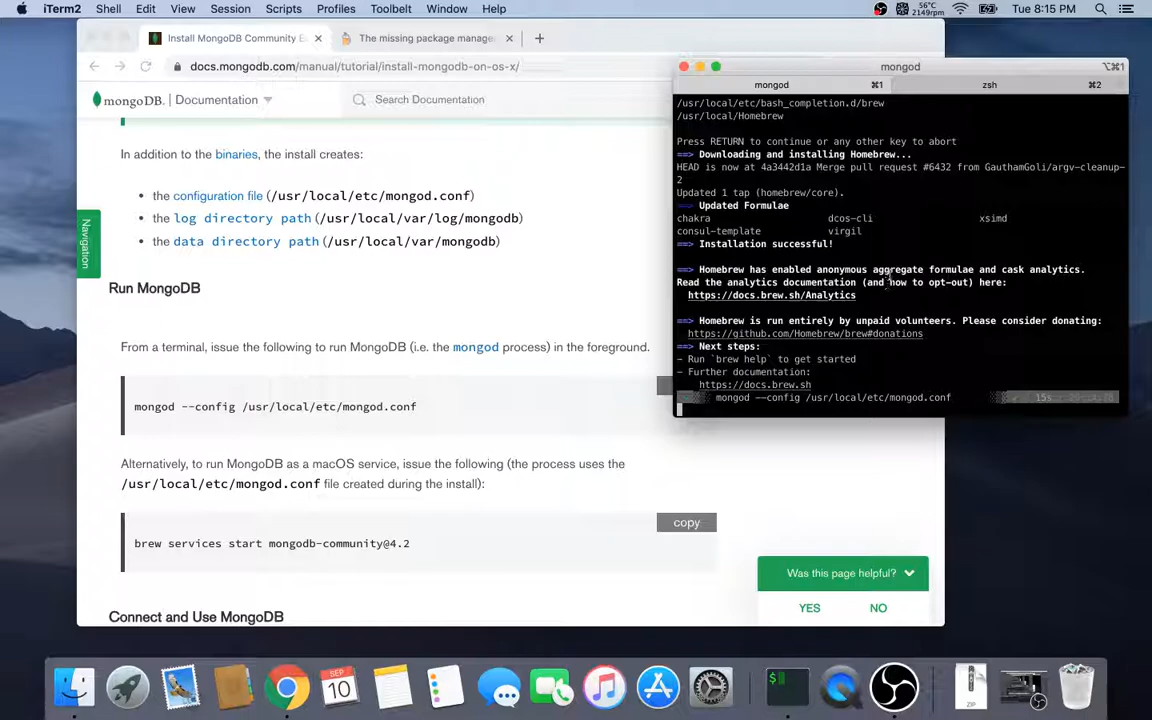 iTerm2 Shell Edit View Session Scripts Profiles Toolbelt Window Help
56°C
2149rpm
Tue 8:15 PM
Install MongoDB Community E
The missing package manage
docs.mongodb.com/manual/tutorial/install-mongodb-on-os-x/
mongoDB. Documentation
Search Documentation
Navigation
In addition to the binaries, the install creates:
• the configuration file (/usr/local/etc/mongod.conf)
• the log directory path (/usr/local/var/log/mongodb)
• the data directory path (/usr/local/var/mongodb)
Run MongoDB
From a terminal, issue the following to run MongoDB (i.e. the mongod process) in the foreground.
mongod --config /usr/local/etc/mongod.conf
Alternatively, to run MongoDB as a macOS service, issue the following (the process uses the
/usr/local/etc/mongod.conf file created during the install):
copy
brew services start mongodb-community@4.2
Connect and Use MongoDB
Was this page helpful?
YES NO
mongod
⌥⌘1
mongod ⌘1 zsh ⌘2
/usr/local/etc/bash_completion.d/brew
/usr/local/Homebrew
Press RETURN to continue or any other key to abort
==> Downloading and installing Homebrew...
HEAD is now at 4a3442d1a Merge pull request #6432 from GauthamGoli/argv-cleanup-
2
Updated 1 tap (homebrew/core).
==> Updated Formulae
chakra dcos-cli xsimd
consul-template virgil
==> Installation successful!
==> Homebrew has enabled anonymous aggregate formulae and cask analytics.
Read the analytics documentation (and how to opt-out) here:
https://docs.brew.sh/Analytics
==> Homebrew is run entirely by unpaid volunteers. Please consider donating:
https://github.com/Homebrew/brew#donations
==> Next steps:
- Run `brew help` to get started
- Further documentation:
https://docs.brew.sh
mongod --config /usr/local/etc/mongod.conf 15s
SEP
10
ZIP